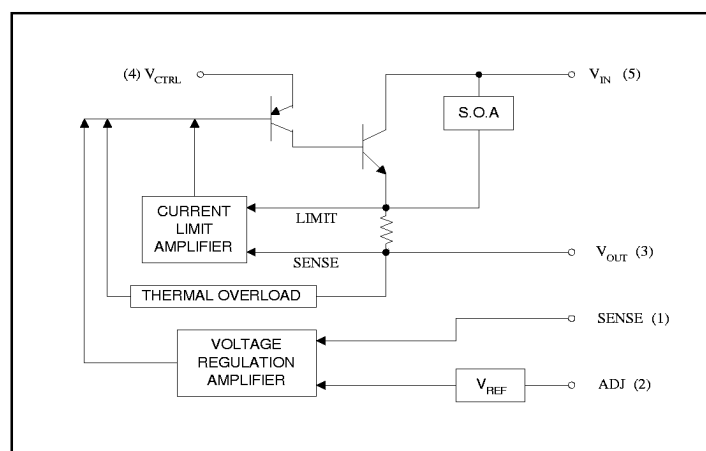 (4) VCTRL
VIN (5)
S.O.A
CURRENT
LIMIT
AMPLIFIER
LIMIT
SENSE
VOUT (3)
THERMAL OVERLOAD
SENSE (1)
VOLTAGE
REGULATION
AMPLIFIER
VREF
ADJ (2)